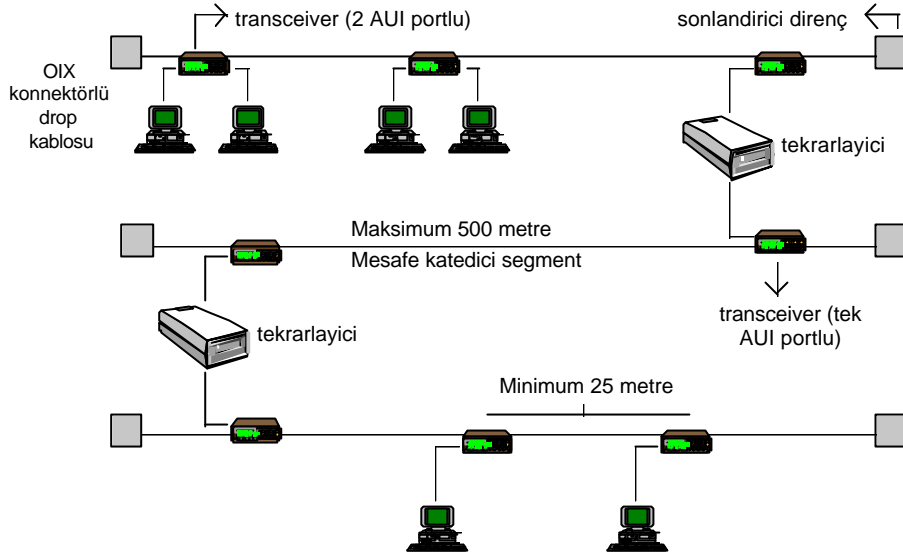 transceiver (2 AUI portlu)
sonlandirici direnç
OIX
konnektörlü
drop
kablosu
tekrarlayici
Maksimum 500 metre
Mesafe katedici segment
transceiver (tek
AUI portlu)
tekrarlayici
Minimum 25 metre